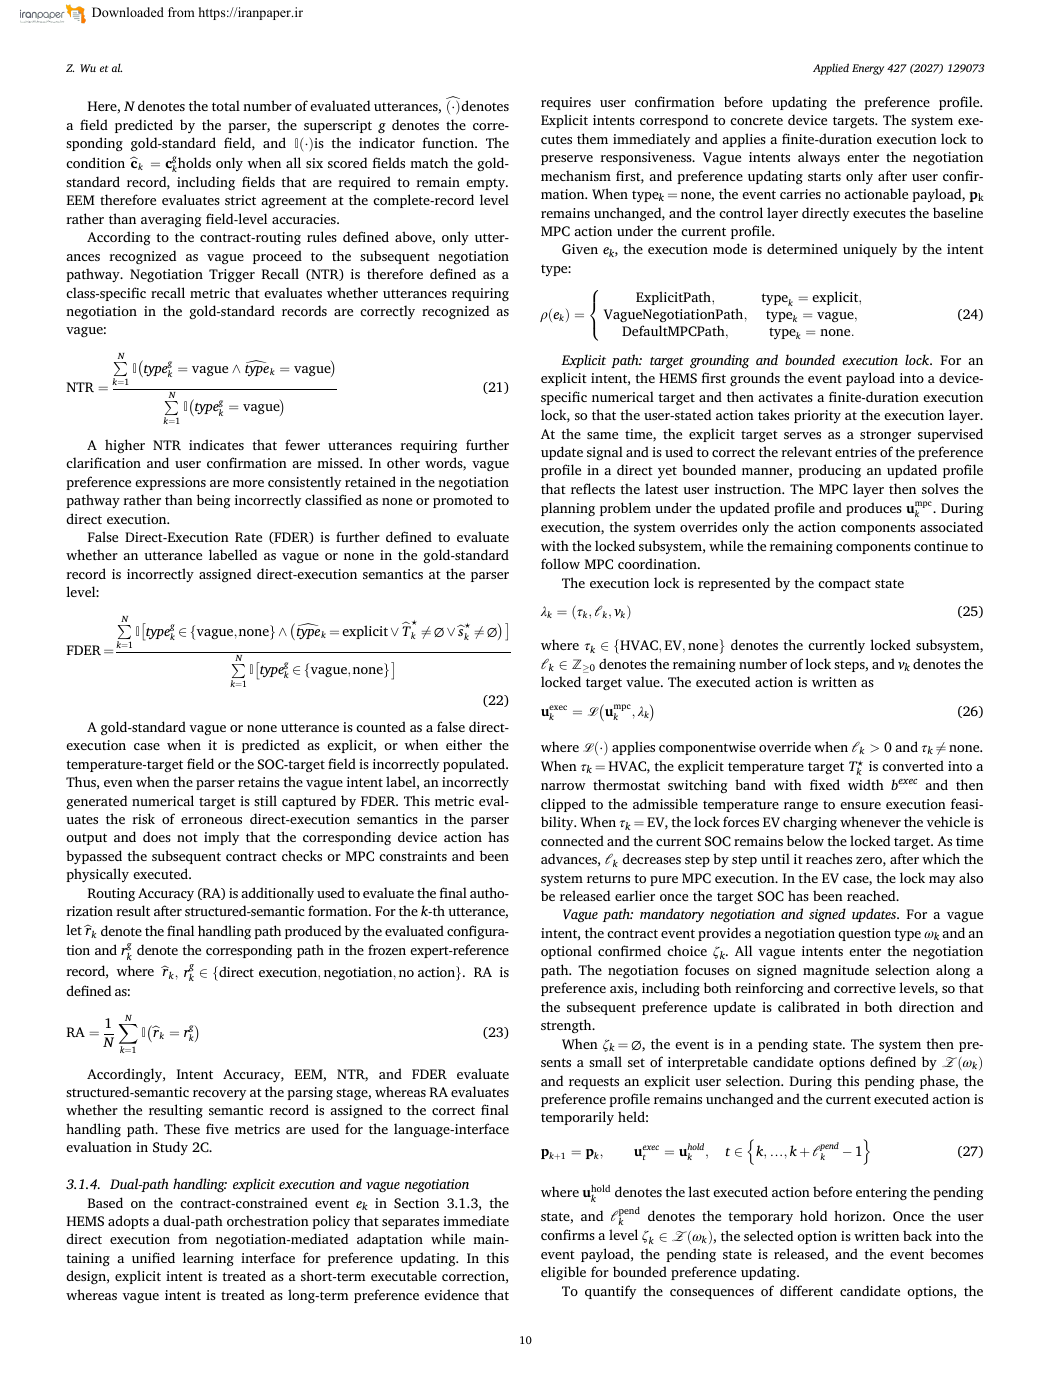 iranpaper Downloaded from https://iranpaper.ir
Z. Wu et al.
Applied Energy 427 (2027) 129073
Here, N denotes the total number of evaluated utterances, (·)̂ denotes
a field predicted by the parser, the superscript g denotes the corre-
sponding gold-standard field, and 𝕀(·)is the indicator function. The
condition ĉₖ = cₖᵍholds only when all six scored fields match the gold-
standard record, including fields that are required to remain empty.
EEM therefore evaluates strict agreement at the complete-record level
rather than averaging field-level accuracies.
According to the contract-routing rules defined above, only utter-
ances recognized as vague proceed to the subsequent negotiation
pathway. Negotiation Trigger Recall (NTR) is therefore defined as a
class-specific recall metric that evaluates whether utterances requiring
negotiation in the gold-standard records are correctly recognized as
vague:
NTR = ∑ₖ₌₁ᴺ 𝕀(typeₖᵍ = vague ∧ typêₖ = vague) / ∑ₖ₌₁ᴺ 𝕀(typeₖᵍ = vague) (21)
A higher NTR indicates that fewer utterances requiring further
clarification and user confirmation are missed. In other words, vague
preference expressions are more consistently retained in the negotiation
pathway rather than being incorrectly classified as none or promoted to
direct execution.
False Direct-Execution Rate (FDER) is further defined to evaluate
whether an utterance labelled as vague or none in the gold-standard
record is incorrectly assigned direct-execution semantics at the parser
level:
FDER = ∑ₖ₌₁ᴺ 𝕀[typeₖᵍ ∈ {vague, none} ∧ (typêₖ = explicit ∨ T̂ₖ* ≠ ∅ ∨ ŝₖ* ≠ ∅)] / ∑ₖ₌₁ᴺ 𝕀[typeₖᵍ ∈ {vague, none}]
(22)
A gold-standard vague or none utterance is counted as a false direct-
execution case when it is predicted as explicit, or when either the
temperature-target field or the SOC-target field is incorrectly populated.
Thus, even when the parser retains the vague intent label, an incorrectly
generated numerical target is still captured by FDER. This metric eval-
uates the risk of erroneous direct-execution semantics in the parser
output and does not imply that the corresponding device action has
bypassed the subsequent contract checks or MPC constraints and been
physically executed.
Routing Accuracy (RA) is additionally used to evaluate the final autho-
rization result after structured-semantic formation. For the k-th utterance,
let r̂ₖ denote the final handling path produced by the evaluated configura-
tion and rₖᵍ denote the corresponding path in the frozen expert-reference
record, where r̂ₖ, rₖᵍ ∈ {direct execution, negotiation, no action}. RA is
defined as:
RA = 1/N ∑ₖ₌₁ᴺ 𝕀(r̂ₖ = rₖᵍ) (23)
Accordingly, Intent Accuracy, EEM, NTR, and FDER evaluate
structured-semantic recovery at the parsing stage, whereas RA evaluates
whether the resulting semantic record is assigned to the correct final
handling path. These five metrics are used for the language-interface
evaluation in Study 2C.
3.1.4. Dual-path handling: explicit execution and vague negotiation
Based on the contract-constrained event eₖ in Section 3.1.3, the
HEMS adopts a dual-path orchestration policy that separates immediate
direct execution from negotiation-mediated adaptation while main-
taining a unified learning interface for preference updating. In this
design, explicit intent is treated as a short-term executable correction,
whereas vague intent is treated as long-term preference evidence that
requires user confirmation before updating the preference profile.
Explicit intents correspond to concrete device targets. The system exe-
cutes them immediately and applies a finite-duration execution lock to
preserve responsiveness. Vague intents always enter the negotiation
mechanism first, and preference updating starts only after user confir-
mation. When typeₖ = none, the event carries no actionable payload, pₖ
remains unchanged, and the control layer directly executes the baseline
MPC action under the current profile.
Given eₖ, the execution mode is determined uniquely by the intent
type:
ρ(eₖ) = { ExplicitPath, typeₖ = explicit,
VagueNegotiationPath, typeₖ = vague, (24)
DefaultMPCPath, typeₖ = none.
Explicit path: target grounding and bounded execution lock. For an
explicit intent, the HEMS first grounds the event payload into a device-
specific numerical target and then activates a finite-duration execution
lock, so that the user-stated action takes priority at the execution layer.
At the same time, the explicit target serves as a stronger supervised
update signal and is used to correct the relevant entries of the preference
profile in a direct yet bounded manner, producing an updated profile
that reflects the latest user instruction. The MPC layer then solves the
planning problem under the updated profile and produces uₖᵐᵖᶜ. During
execution, the system overrides only the action components associated
with the locked subsystem, while the remaining components continue to
follow MPC coordination.
The execution lock is represented by the compact state
λₖ = (τₖ, ℓₖ, νₖ) (25)
where τₖ ∈ {HVAC, EV, none} denotes the currently locked subsystem,
ℓₖ ∈ ℤ≥0 denotes the remaining number of lock steps, and νₖ denotes the
locked target value. The executed action is written as
uₖᵉˣᵉᶜ = ℒ(uₖᵐᵖᶜ, λₖ) (26)
where ℒ(·) applies componentwise override when ℓₖ > 0 and τₖ ≠ none.
When τₖ = HVAC, the explicit temperature target Tₖ* is converted into a
narrow thermostat switching band with fixed width bᵉˣᵉᶜ and then
clipped to the admissible temperature range to ensure execution feasi-
bility. When τₖ = EV, the lock forces EV charging whenever the vehicle is
connected and the current SOC remains below the locked target. As time
advances, ℓₖ decreases step by step until it reaches zero, after which the
system returns to pure MPC execution. In the EV case, the lock may also
be released earlier once the target SOC has been reached.
Vague path: mandatory negotiation and signed updates. For a vague
intent, the contract event provides a negotiation question type ωₖ and an
optional confirmed choice ζₖ. All vague intents enter the negotiation
path. The negotiation focuses on signed magnitude selection along a
preference axis, including both reinforcing and corrective levels, so that
the subsequent preference update is calibrated in both direction and
strength.
When ζₖ = ∅, the event is in a pending state. The system then pre-
sents a small set of interpretable candidate options defined by 𝒵(ωₖ)
and requests an explicit user selection. During this pending phase, the
preference profile remains unchanged and the current executed action is
temporarily held:
pₖ₊₁ = pₖ, uₜᵉˣᵉᶜ = uₖʰᵒˡᵈ, t ∈ {k, …, k + ℓₖᵖᵉⁿᵈ − 1} (27)
where uₖʰᵒˡᵈ denotes the last executed action before entering the pending
state, and ℓₖᵖᵉⁿᵈ denotes the temporary hold horizon. Once the user
confirms a level ζₖ ∈ 𝒵(ωₖ), the selected option is written back into the
event payload, the pending state is released, and the event becomes
eligible for bounded preference updating.
To quantify the consequences of different candidate options, the
10